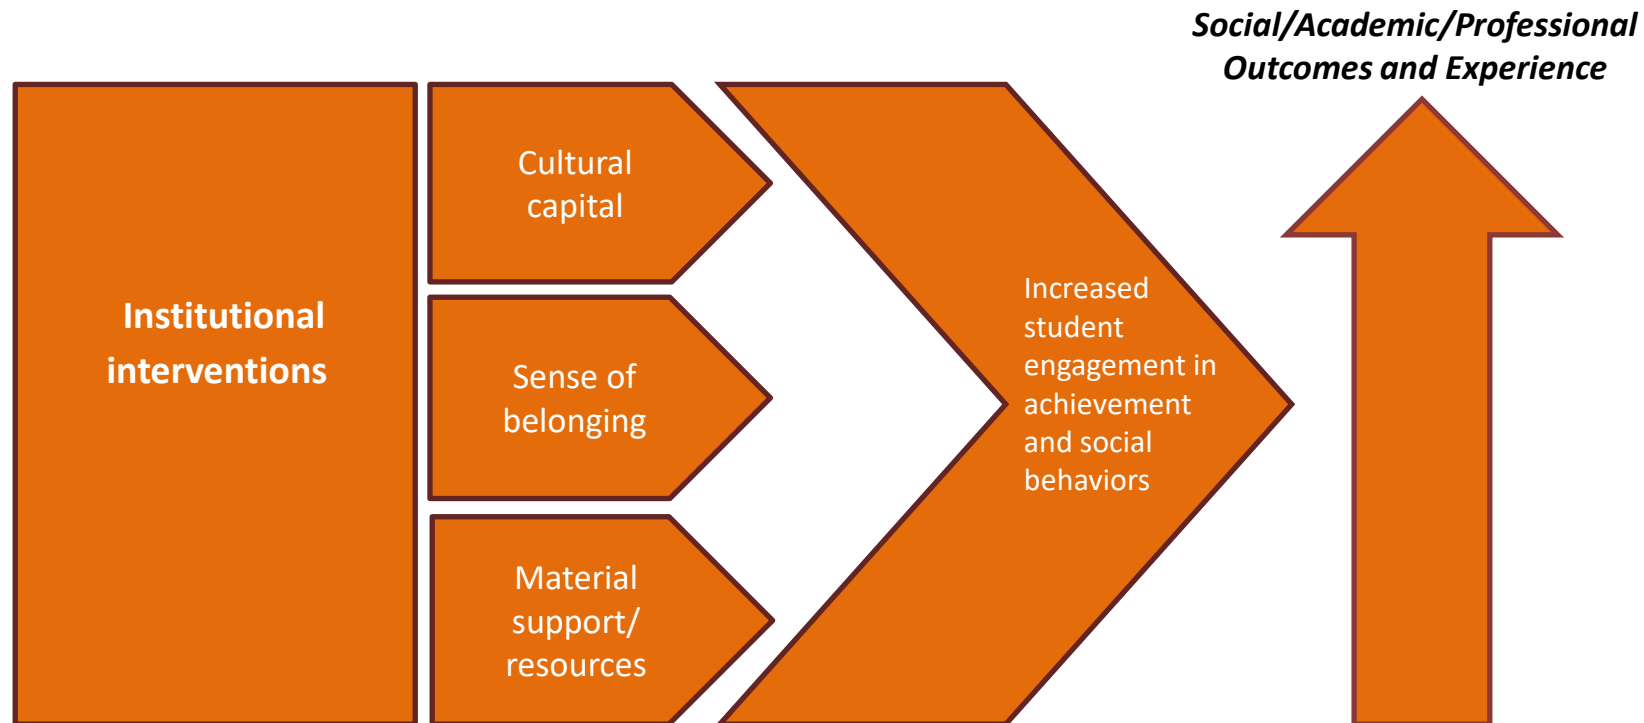 Social/Academic/Professional
Outcomes and Experience
Institutional
interventions
Cultural
capital
Sense of
belonging
Material
support/
resources
Increased
student
engagement in
achievement
and social
behaviors